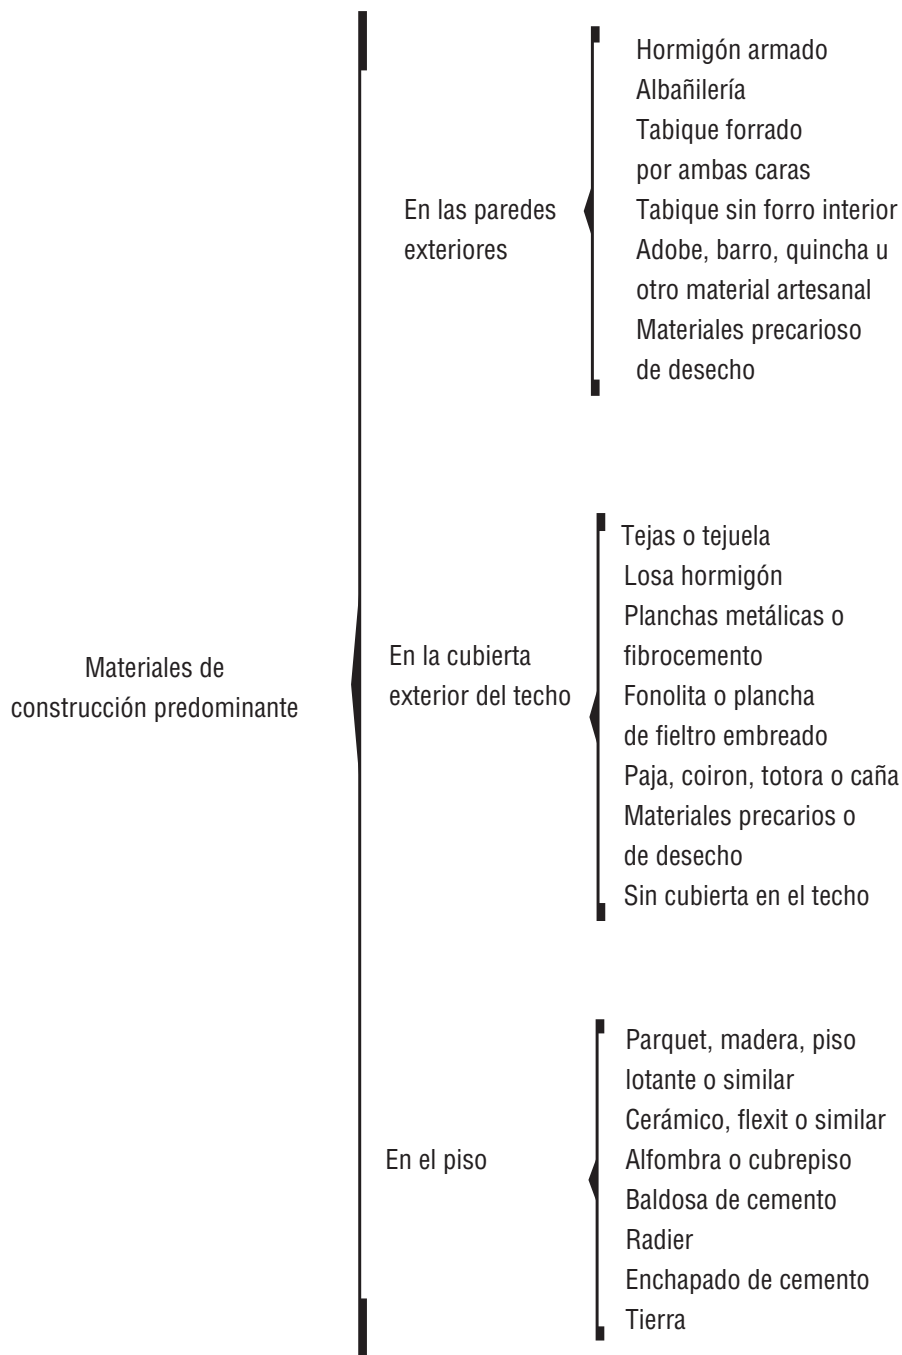 Materiales de
construcción predominante
En las paredes
exteriores
Hormigón armado
Albañilería
Tabique forrado
por ambas caras
Tabique sin forro interior
Adobe, barro, quincha u
otro material artesanal
Materiales precarioso
de desecho
En la cubierta
exterior del techo
Tejas o tejuela
Losa hormigón
Planchas metálicas o
fibrocemento
Fonolita o plancha
de fieltro embreado
Paja, coiron, totora o caña
Materiales precarios o
de desecho
Sin cubierta en el techo
En el piso
Parquet, madera, piso
lotante o similar
Cerámico, flexit o similar
Alfombra o cubrepiso
Baldosa de cemento
Radier
Enchapado de cemento
Tierra